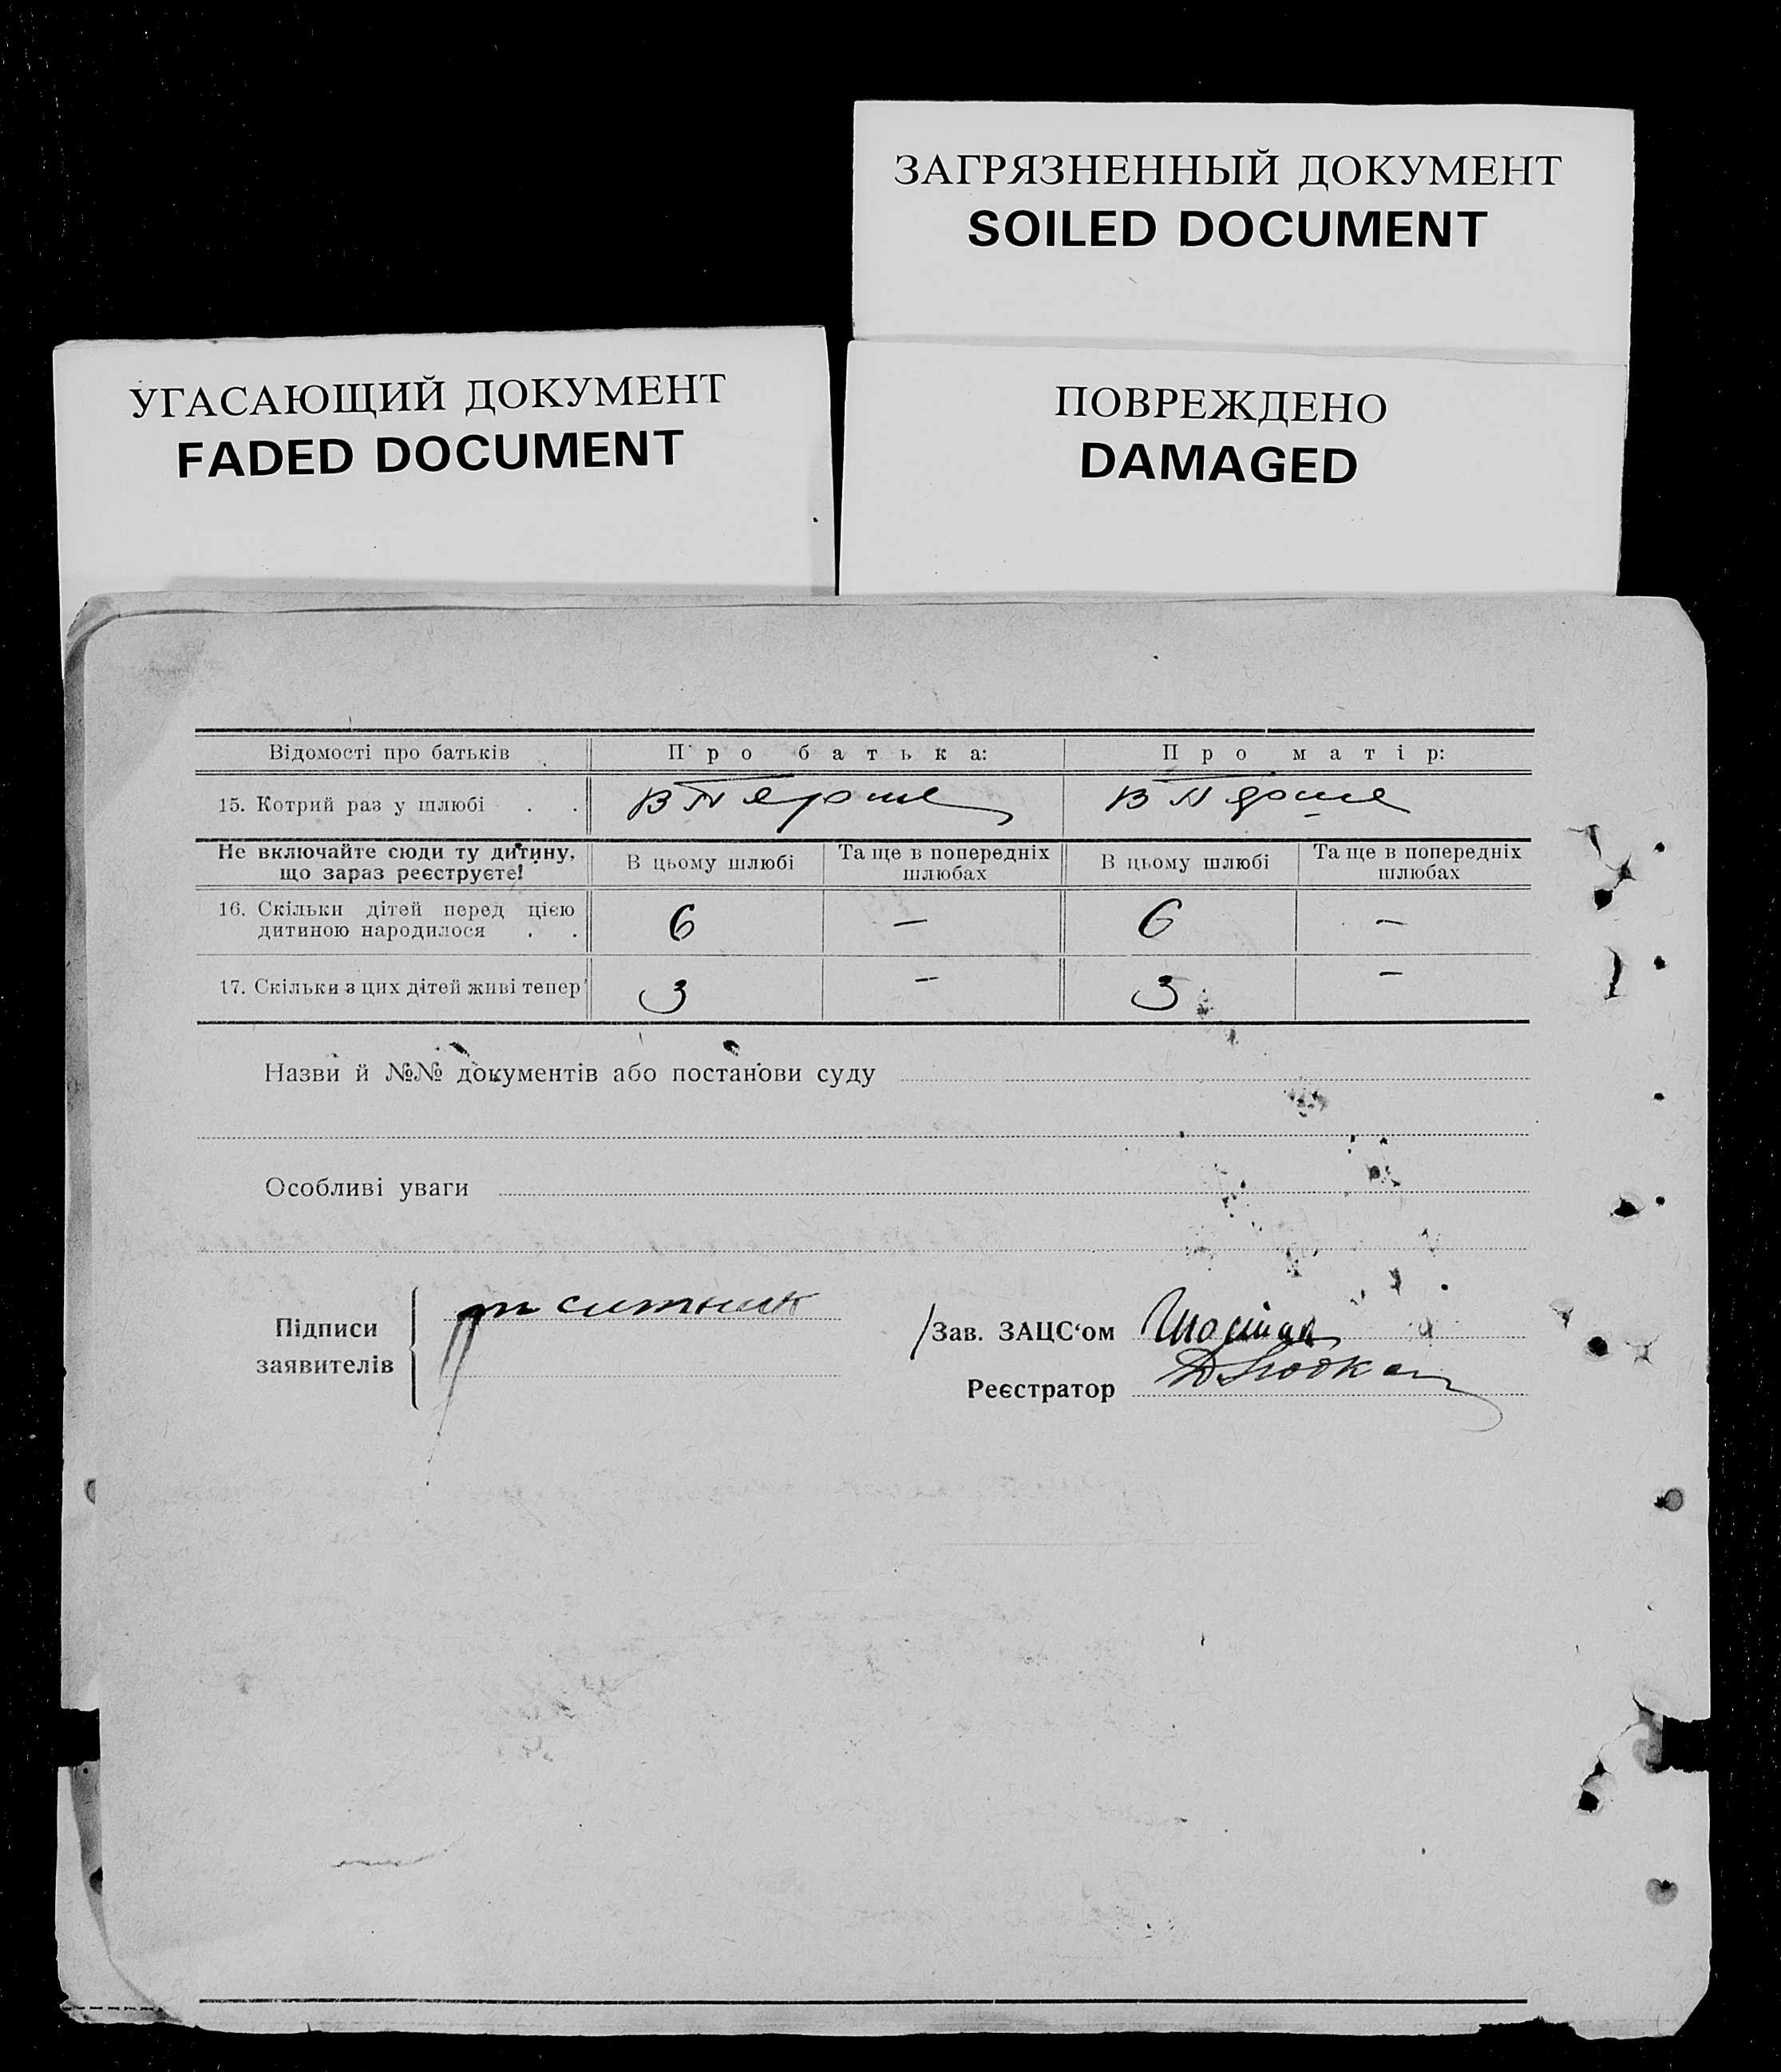 ЗАГРЯЗНЕННЫЙ ДОКУМЕНТ
SOILED DOCUMENT
УГАСАЮЩИЙ ДОКУМЕНТ
FADED DOCUMENT
ПОВРЕЖДЕНО
DAMAGED
Відомості про батьків Про батька: Про матір:
15. Котрий раз у шлюбі . . в перше в перше
Не включайте сюди ту дитину, що зараз реєструєте! В цьому шлюбі Та ще в попередніх шлюбах В цьому шлюбі Та ще в попередніх шлюбах
16. Скільки дітей перед цією
дитиною народилося . . 6 — 6 —
17. Скільки з цих дітей живі тепер 3 — 3 —
Назви й №№ документів або постанови суду
Особливі уваги
Підписи
заявителів
ситник
Зав. ЗАЦС‘ом
Реєстратор